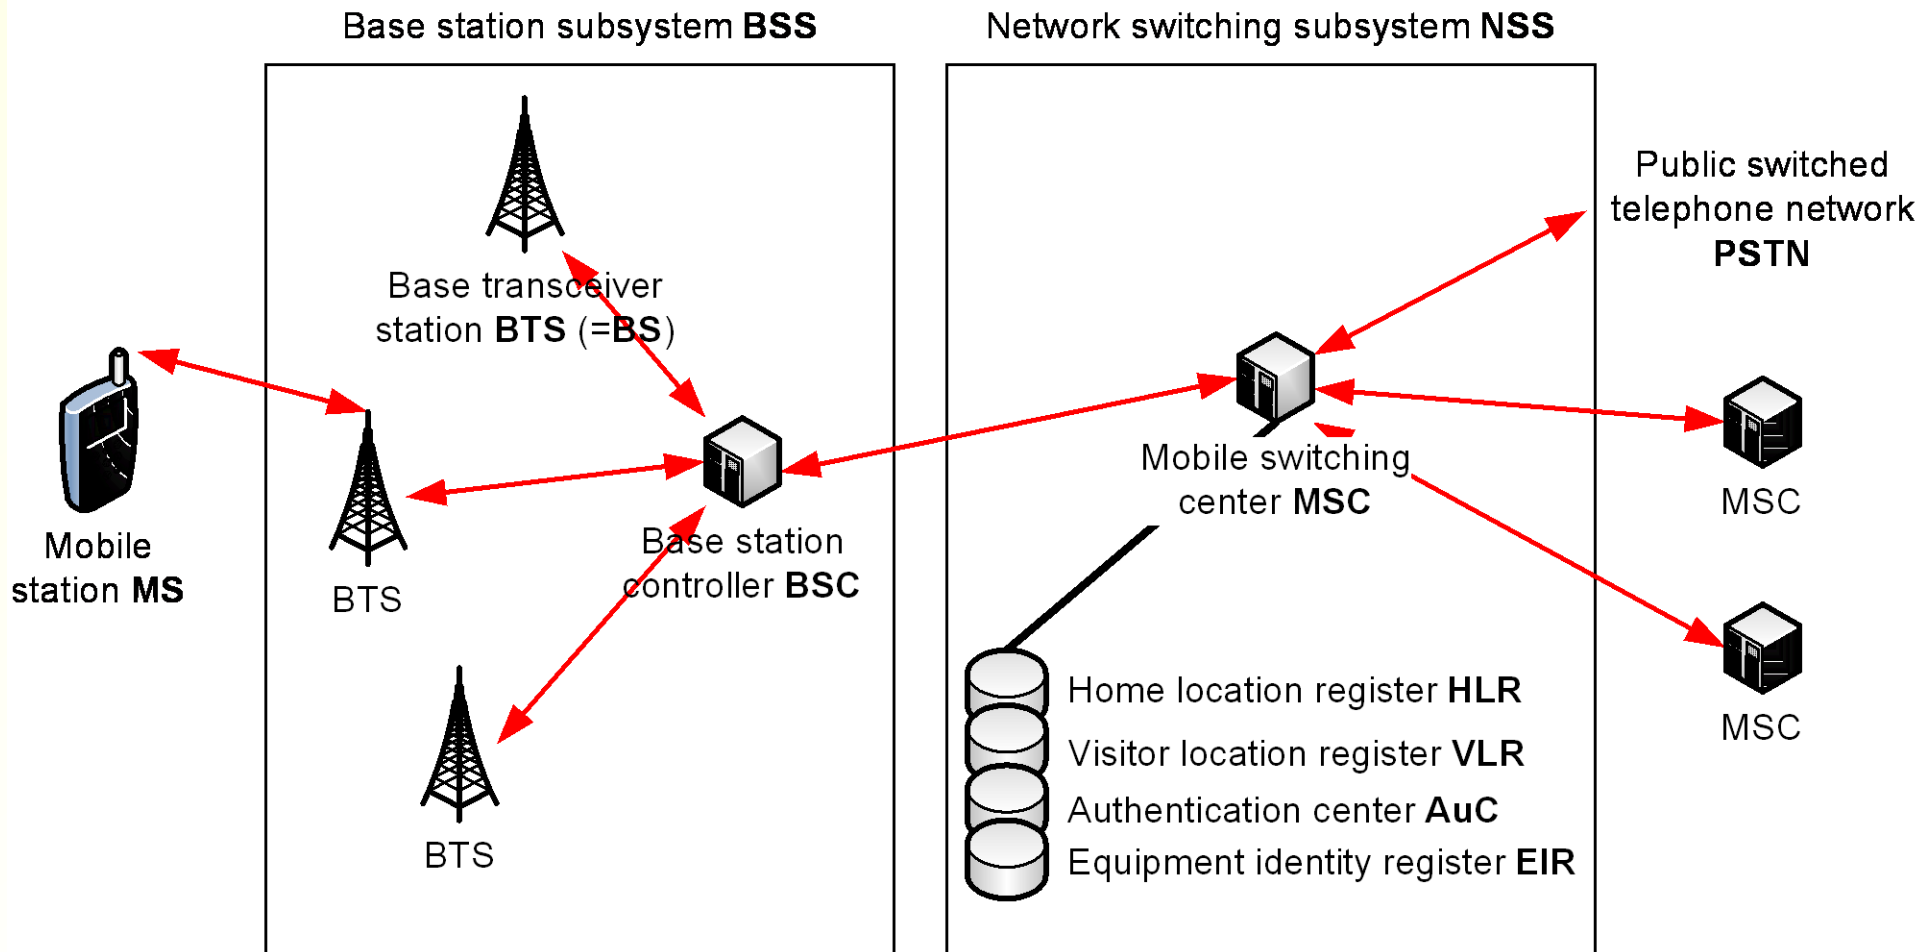 Base station subsystem BSS
Network switching subsystem NSS
Public switched
telephone network
PSTN
Base transceiver
station BTS (=BS)
Mobile switching
center MSC
MSC
Mobile
station MS
BTS
Base station
controller BSC
Home location register HLR
MSC
Visitor location register VLR
Authentication center AuC
BTS
Equipment identity register EIR